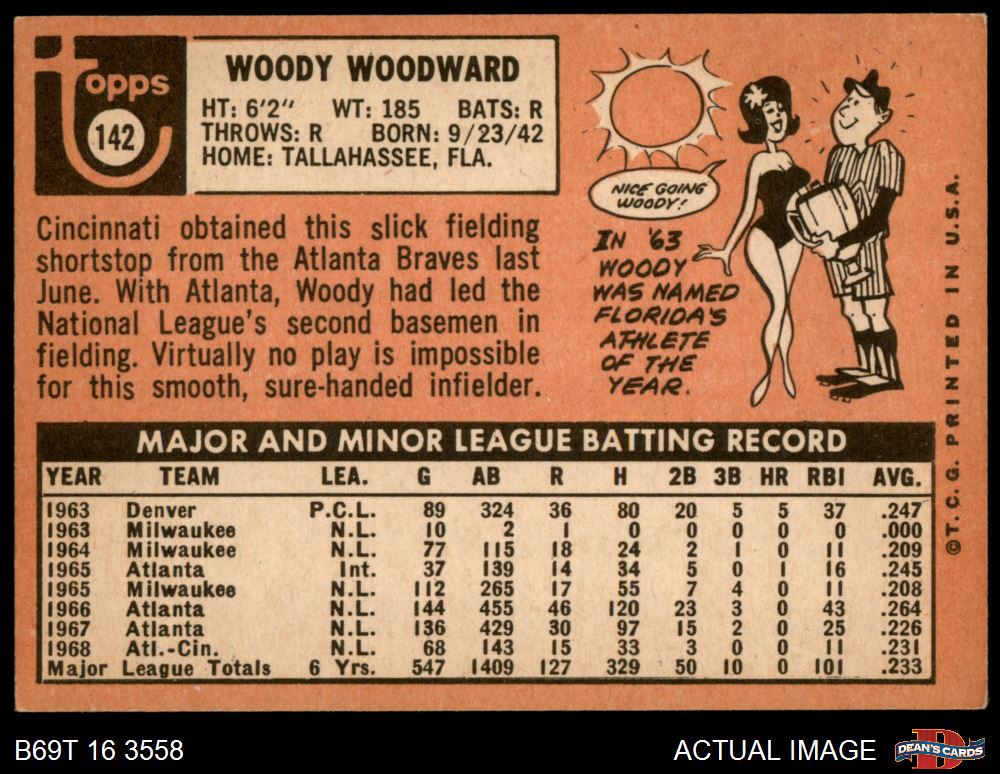 topps
142
WOODY WOODWARD
HT: 6'2" WT: 185 BATS: R
THROWS: R BORN: 9/23/42
HOME: TALLAHASSEE, FLA.
Cincinnati obtained this slick fielding
shortstop from the Atlanta Braves last
June. With Atlanta, Woody had led the
National League's second basemen in
fielding. Virtually no play is impossible
for this smooth, sure-handed infielder.
NICE GOING
WOODY!
IN '63
WOODY
WAS NAMED
FLORIDA'S
ATHLETE
OF THE
YEAR.
©T. C. G. PRINTED IN U.S.A.
MAJOR AND MINOR LEAGUE BATTING RECORD
YEAR TEAM LEA. G AB R H 2B 3B HR RBI AVG.
1963 Denver P.C.L. 89 324 36 80 20 5 5 37 .247
1963 Milwaukee N.L. 10 2 1 0 0 0 0 0 .000
1964 Milwaukee N.L. 77 115 18 24 2 1 0 11 .209
1965 Atlanta Int. 37 139 14 34 5 0 1 16 .245
1965 Milwaukee N.L. 112 265 17 55 7 4 0 11 .208
1966 Atlanta N.L. 144 455 46 120 23 3 0 43 .264
1967 Atlanta N.L. 136 429 30 97 15 2 0 25 .226
1968 Atl.-Cin. N.L. 68 143 15 33 3 0 0 11 .231
Major League Totals 6 Yrs. 547 1409 127 329 50 10 0 101 .233
B69T 16 3558 ACTUAL IMAGE DEAN'S CARDS